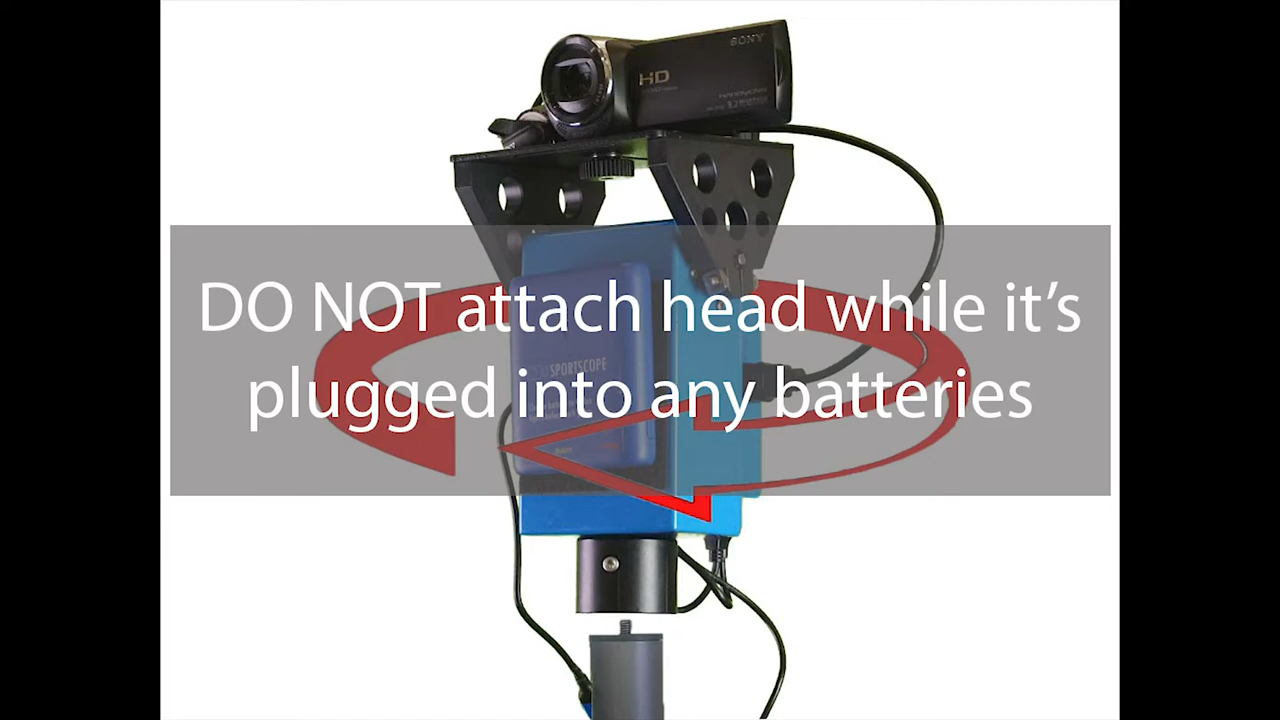 SONY
HD
DO NOT attach head while it’s
SPORTSCOPE
plugged into any batteries